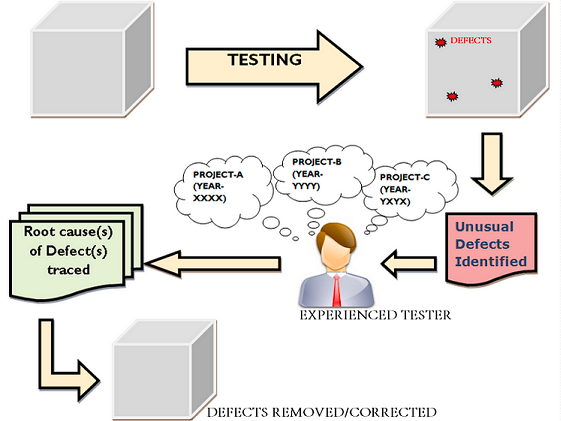 TESTING
DEFECTS
PROJECT-A
(YEAR-
XXXX)
PROJECT-B
(YEAR-
YYYY)
PROJECT-C
(YEAR-
YXYX)
Unusual
Defects
Identified
Root cause(s)
of Defect(s)
traced
EXPERIENCED TESTER
DEFECTS REMOVED/CORRECTED